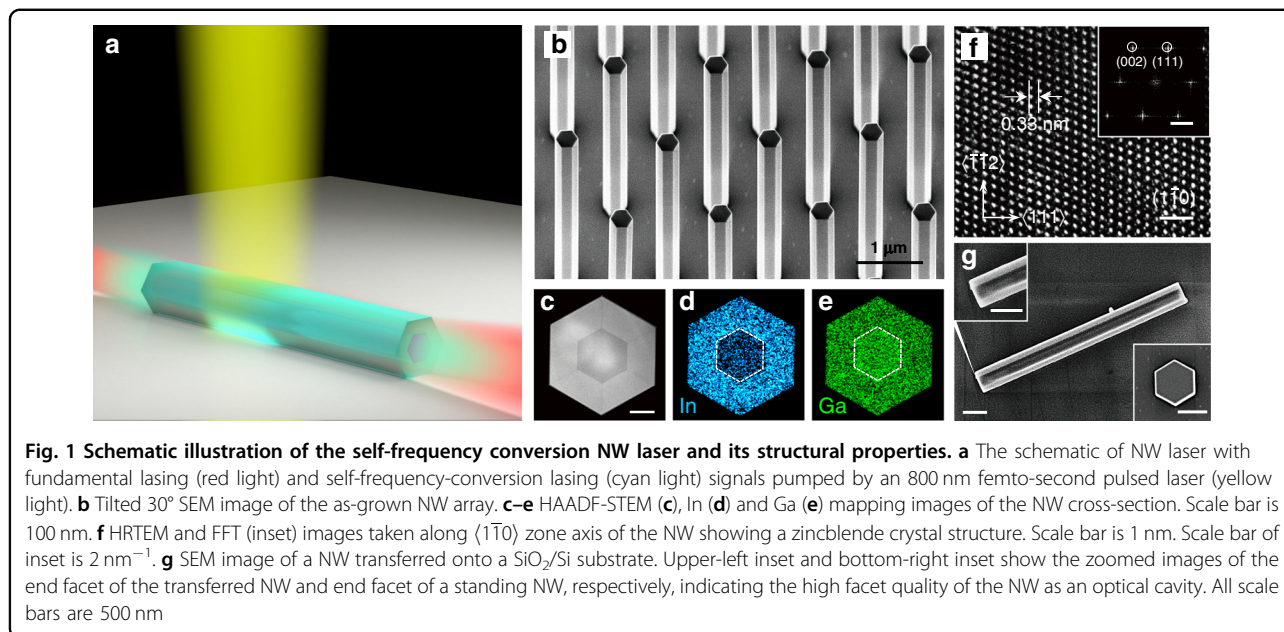 a
b
1 μm
c
d
In
e
Ga
f
(002) (111)
0.33 nm
⟨1̄1̄2⟩
⟨111⟩
⟨11̄0⟩
g
Fig. 1 Schematic illustration of the self-frequency conversion NW laser and its structural properties. a The schematic of NW laser with
fundamental lasing (red light) and self-frequency-conversion lasing (cyan light) signals pumped by an 800 nm femto-second pulsed laser (yellow
light). b Tilted 30° SEM image of the as-grown NW array. c–e HAADF-STEM (c), In (d) and Ga (e) mapping images of the NW cross-section. Scale bar is
100 nm. f HRTEM and FFT (inset) images taken along ⟨11̄0⟩ zone axis of the NW showing a zincblende crystal structure. Scale bar is 1 nm. Scale bar of
inset is 2 nm⁻¹. g SEM image of a NW transferred onto a SiO₂/Si substrate. Upper-left inset and bottom-right inset show the zoomed images of the
end facet of the transferred NW and end facet of a standing NW, respectively, indicating the high facet quality of the NW as an optical cavity. All scale
bars are 500 nm